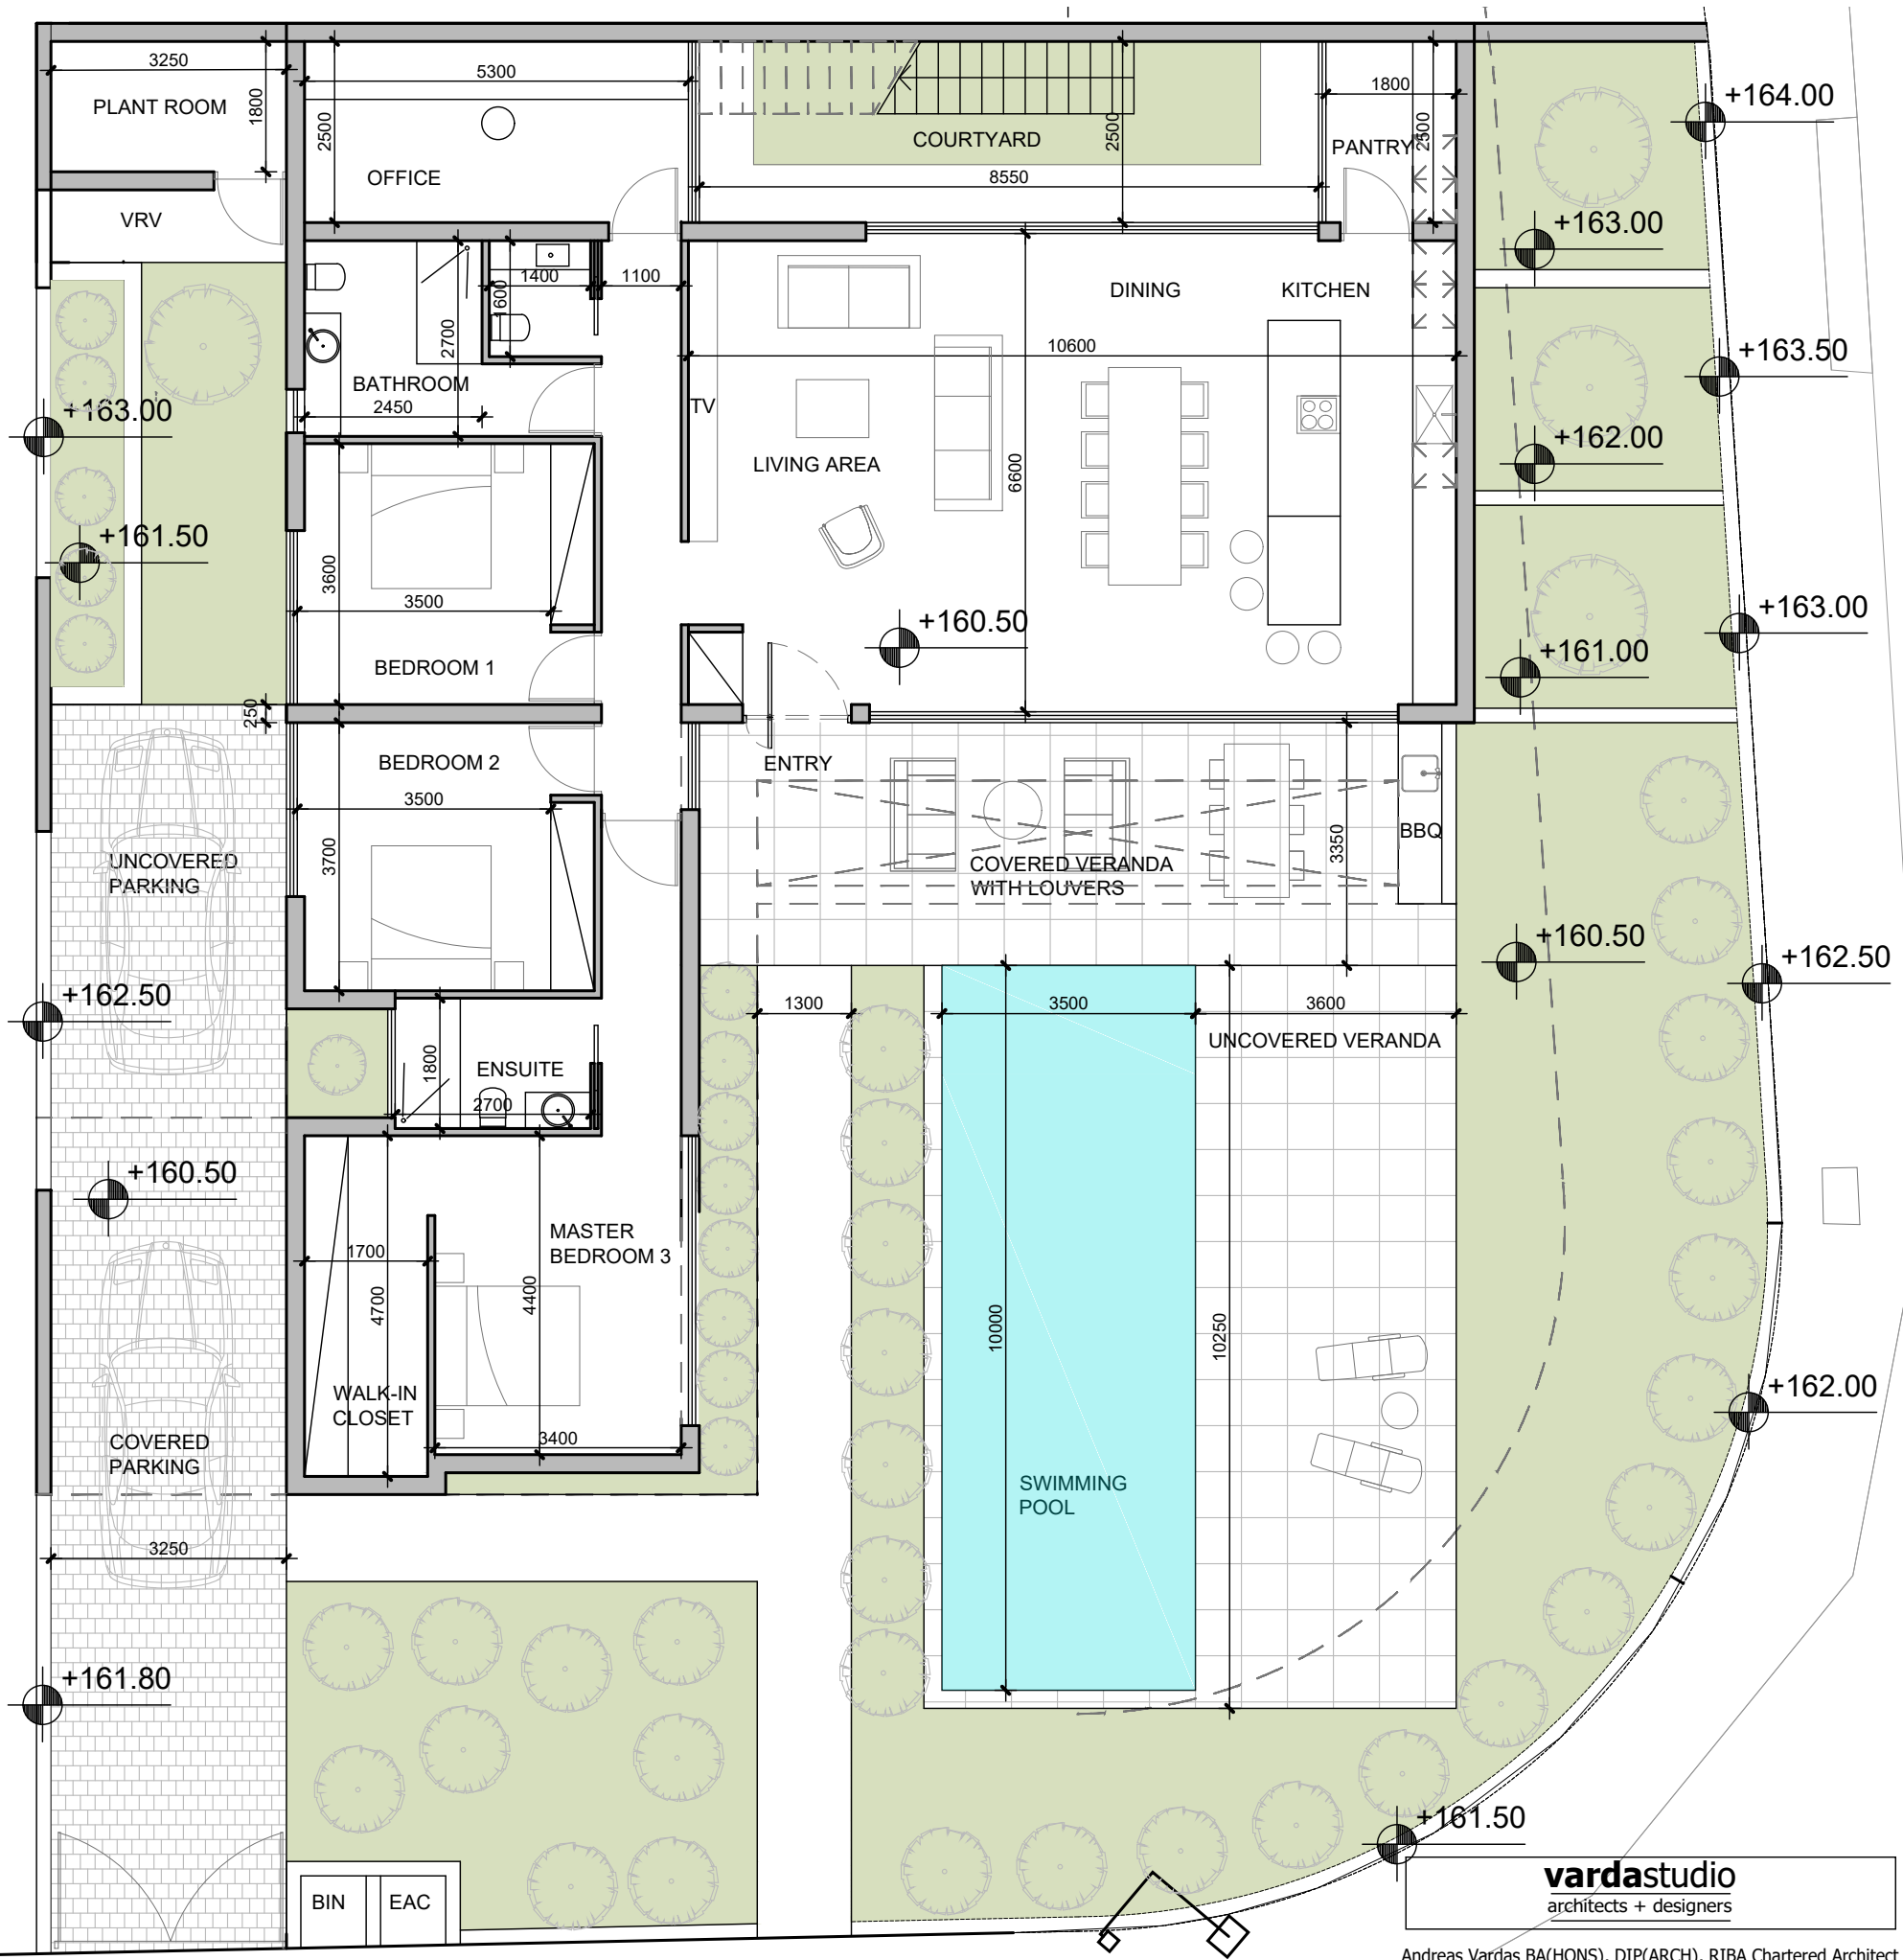 3250
PLANT ROOM
1800
VRV
5300
2500
OFFICE
COURTYARD
2500
8550
1800
PANTRY
2500
+164.00
+163.00
+163.50
+162.00
+163.00
+161.00
1400
1600
1100
2700
BATHROOM
2450
TV
DINING
KITCHEN
10600
LIVING AREA
6600
+160.50
+163.00
+161.50
3600
3500
BEDROOM 1
250
BEDROOM 2
3500
3700
ENTRY
COVERED VERANDA
WITH LOUVERS
3350
BBQ
UNCOVERED
PARKING
+162.50
+160.50
+162.50
1300
3500
3600
UNCOVERED VERANDA
1800
ENSUITE
2700
+160.50
MASTER
BEDROOM 3
1700
4700
4400
WALK-IN
CLOSET
3400
10000
10250
SWIMMING
POOL
+162.00
COVERED
PARKING
3250
+161.80
+161.50
BIN
EAC
vardastudio
architects + designers
Andreas Vardas BA(HONS), DIP(ARCH), RIBA Chartered Architect